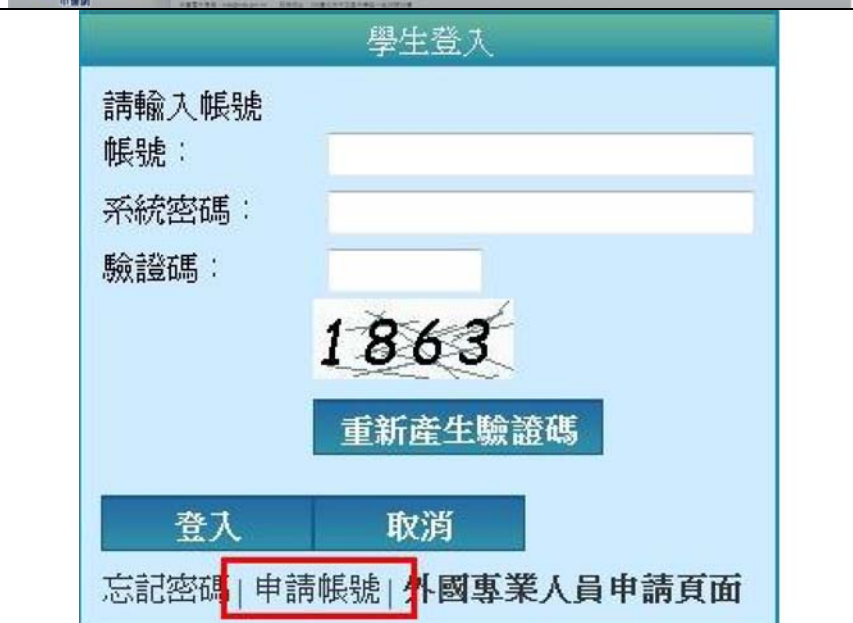 學生登入
請輸入帳號
帳號：
系統密碼：
驗證碼：
1863
重新產生驗證碼
登入 取消
忘記密碼 | 申請帳號 | 外國專業人員申請頁面